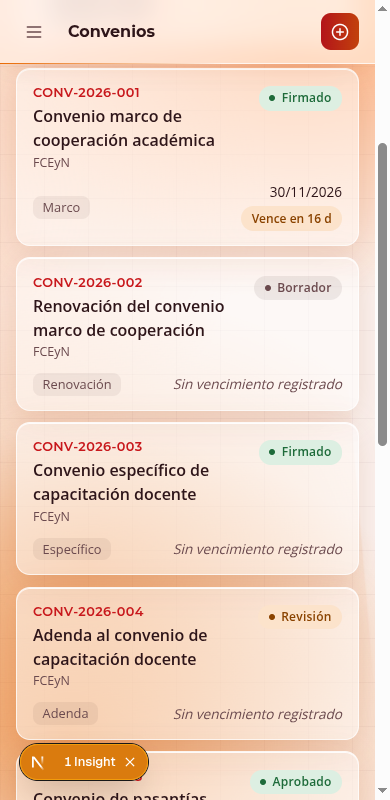 Convenios
CONV-2026-001
Firmado
Convenio marco de
cooperación académica
FCEyN
30/11/2026
Marco
Vence en 16 d
CONV-2026-002
Borrador
Renovación del convenio
marco de cooperación
FCEyN
Renovación
Sin vencimiento registrado
CONV-2026-003
Firmado
Convenio específico de
capacitación docente
FCEyN
Específico
Sin vencimiento registrado
CONV-2026-004
Revisión
Adenda al convenio de
capacitación docente
FCEyN
Adenda
Sin vencimiento registrado
N 1 Insight
Aprobado
Convenio de pasantías